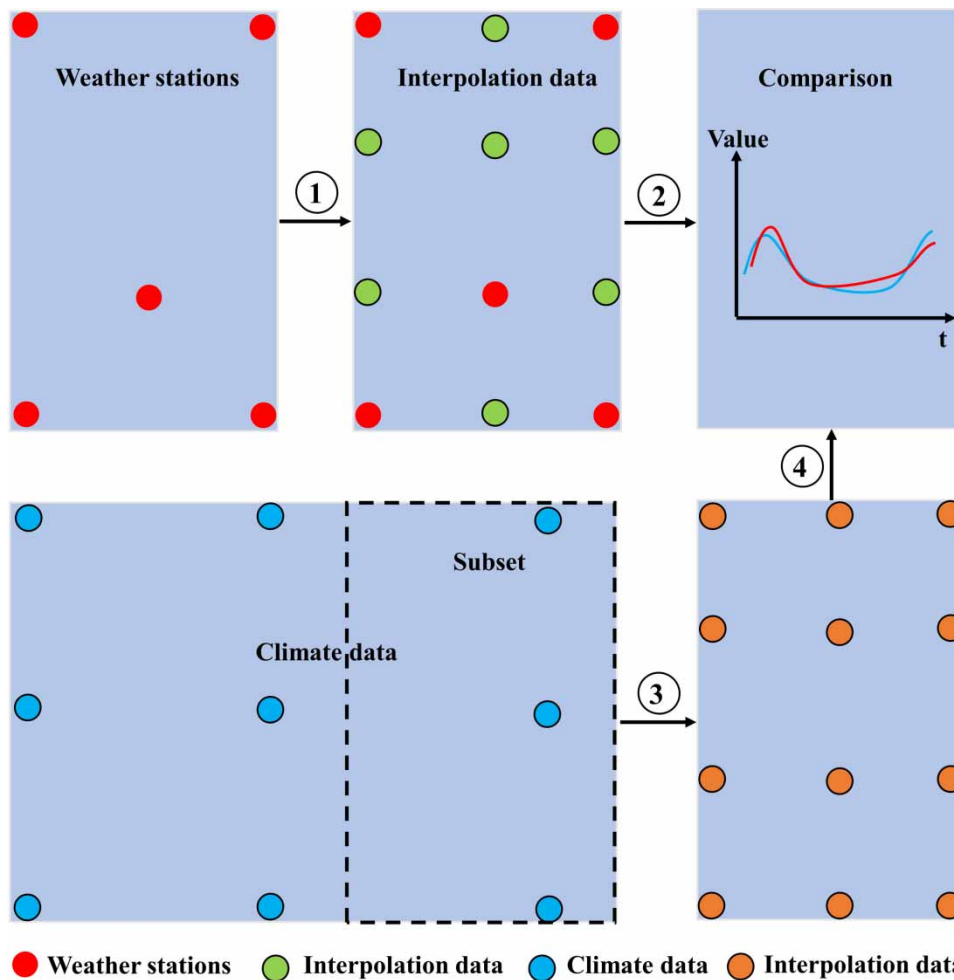 Weather stations
Interpolation data
Comparison
Value
1
2
t
4
Subset
Climate data
3
Weather stations
Interpolation data
Climate data
Interpolation data